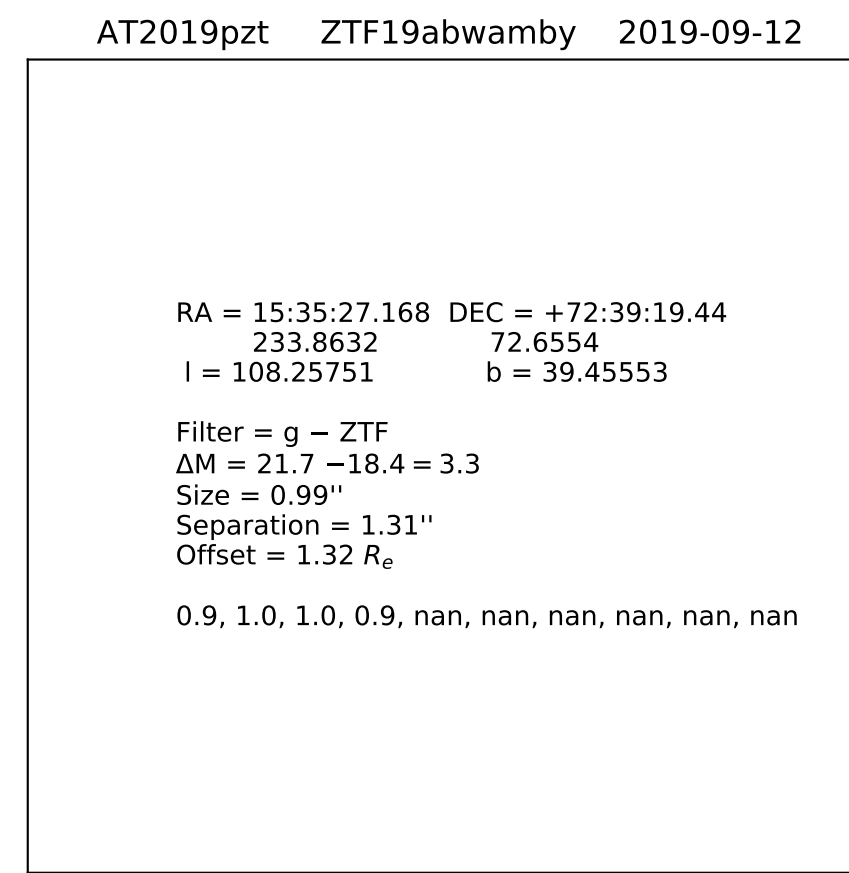 AT2019pzt ZTF19abwamby 2019-09-12
RA = 15:35:27.168 DEC = +72:39:19.44
233.8632 72.6554
l = 108.25751 b = 39.45553
Filter = g − ZTF
ΔM = 21.7 −18.4 = 3.3
Size = 0.99''
Separation = 1.31''
Offset = 1.32 Rₑ
0.9, 1.0, 1.0, 0.9, nan, nan, nan, nan, nan, nan